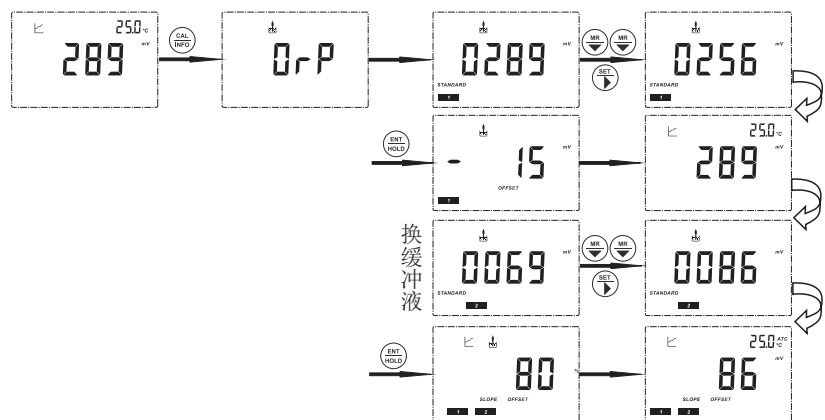 25.0 °C
289 mV
CAL
INFO
OrP
0289 mV
STANDARD
1
MR MR
SET
0256 mV
STANDARD
1
ENT
HOLD
- 15 mV
OFFSET
1
25.0 °C
289 mV
换缓冲液
0069 mV
STANDARD
2
MR MR
SET
0086 mV
STANDARD
2
ENT
HOLD
80 %
SLOPE OFFSET
1 2
25.0 ATC °C
86 mV
SLOPE OFFSET
1 2